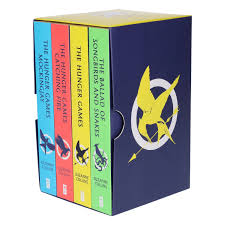 THE HUNGER GAMES
MOCKINGJAY
SUZANNE COLLINS
THE HUNGER GAMES
CATCHING FIRE
SUZANNE COLLINS
THE HUNGER GAMES
SUZANNE COLLINS
THE BALLAD OF
SONGBIRDS AND SNAKES
SUZANNE COLLINS